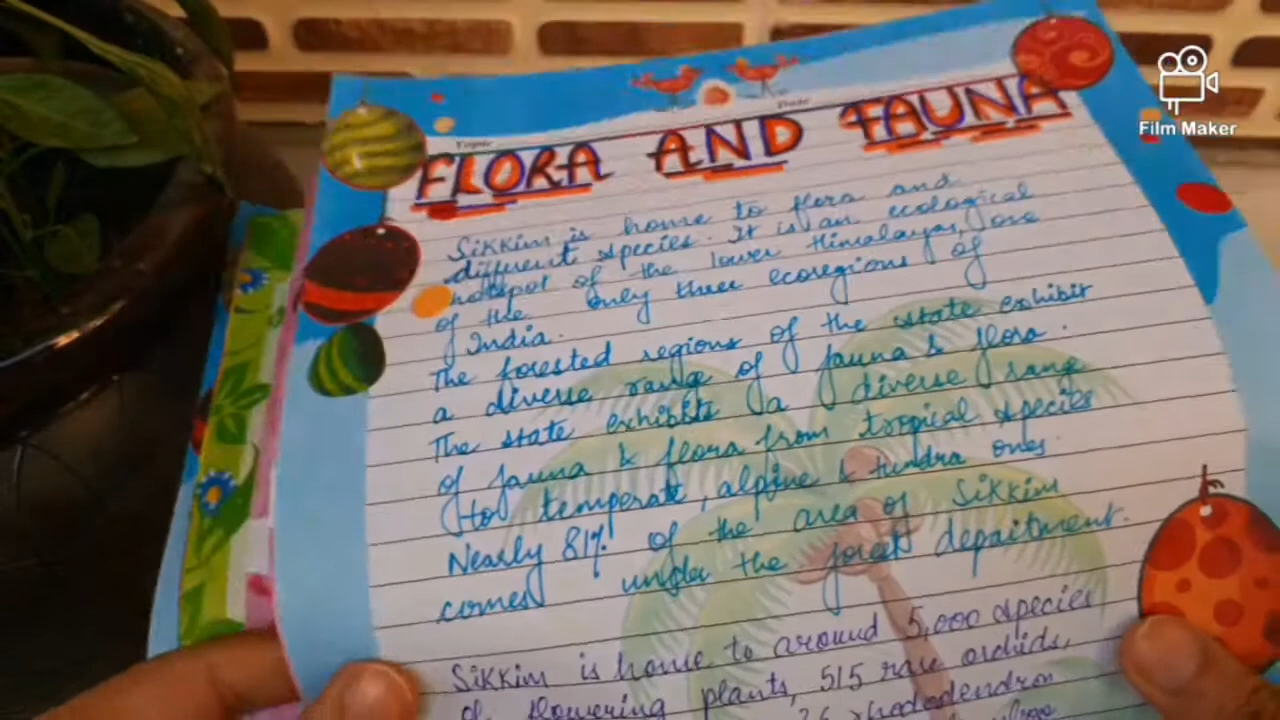 Film Maker
Topic Date
FLORA AND FAUNA
Sikkim is home to flora and
different species. It is an ecological
hotspot of the lower Himalayas, one
of the only three ecoregions of
India.
The forested regions of the state exhibit
a diverse range of fauna & flora.
The state exhibits a diverse range
of fauna & flora from tropical species
to temperate, alpine & tundra ones.
Nearly 81% of the area of Sikkim
comes under the forest department.
Sikkim is home to around 5,000 species
of flowering plants, 515 rare orchids,
36 rhododendron